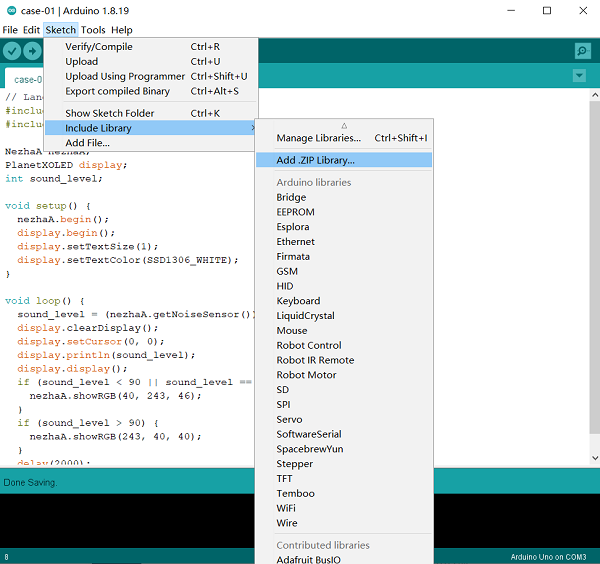 case-01 | Arduino 1.8.19
File Edit Sketch Tools Help
Verify/Compile Ctrl+R
Upload Ctrl+U
Upload Using Programmer Ctrl+Shift+U
Export compiled Binary Ctrl+Alt+S
Show Sketch Folder Ctrl+K
Include Library
Add File...
Manage Libraries... Ctrl+Shift+I
Add .ZIP Library...
Arduino libraries
Bridge
EEPROM
Esplora
Ethernet
Firmata
GSM
HID
Keyboard
LiquidCrystal
Mouse
Robot Control
Robot IR Remote
Robot Motor
SD
SPI
Servo
SoftwareSerial
SpacebrewYun
Stepper
TFT
Temboo
WiFi
Wire
Contributed libraries
Adafruit BusIO
case-0
// Lan
#includ
#includ
NezhaA nezhaA;
PlanetXOLED display;
int sound_level;
void setup() {
nezhaA.begin();
display.begin();
display.setTextSize(1);
display.setTextColor(SSD1306_WHITE);
}
void loop() {
sound_level = (nezhaA.getNoiseSensor()
display.clearDisplay();
display.setCursor(0, 0);
display.println(sound_level);
display.display();
if (sound_level < 90 || sound_level ==
nezhaA.showRGB(40, 243, 46);
}
if (sound_level > 90) {
nezhaA.showRGB(243, 40, 40);
}
delay(2000);
Done Saving.
8 Arduino Uno on COM3